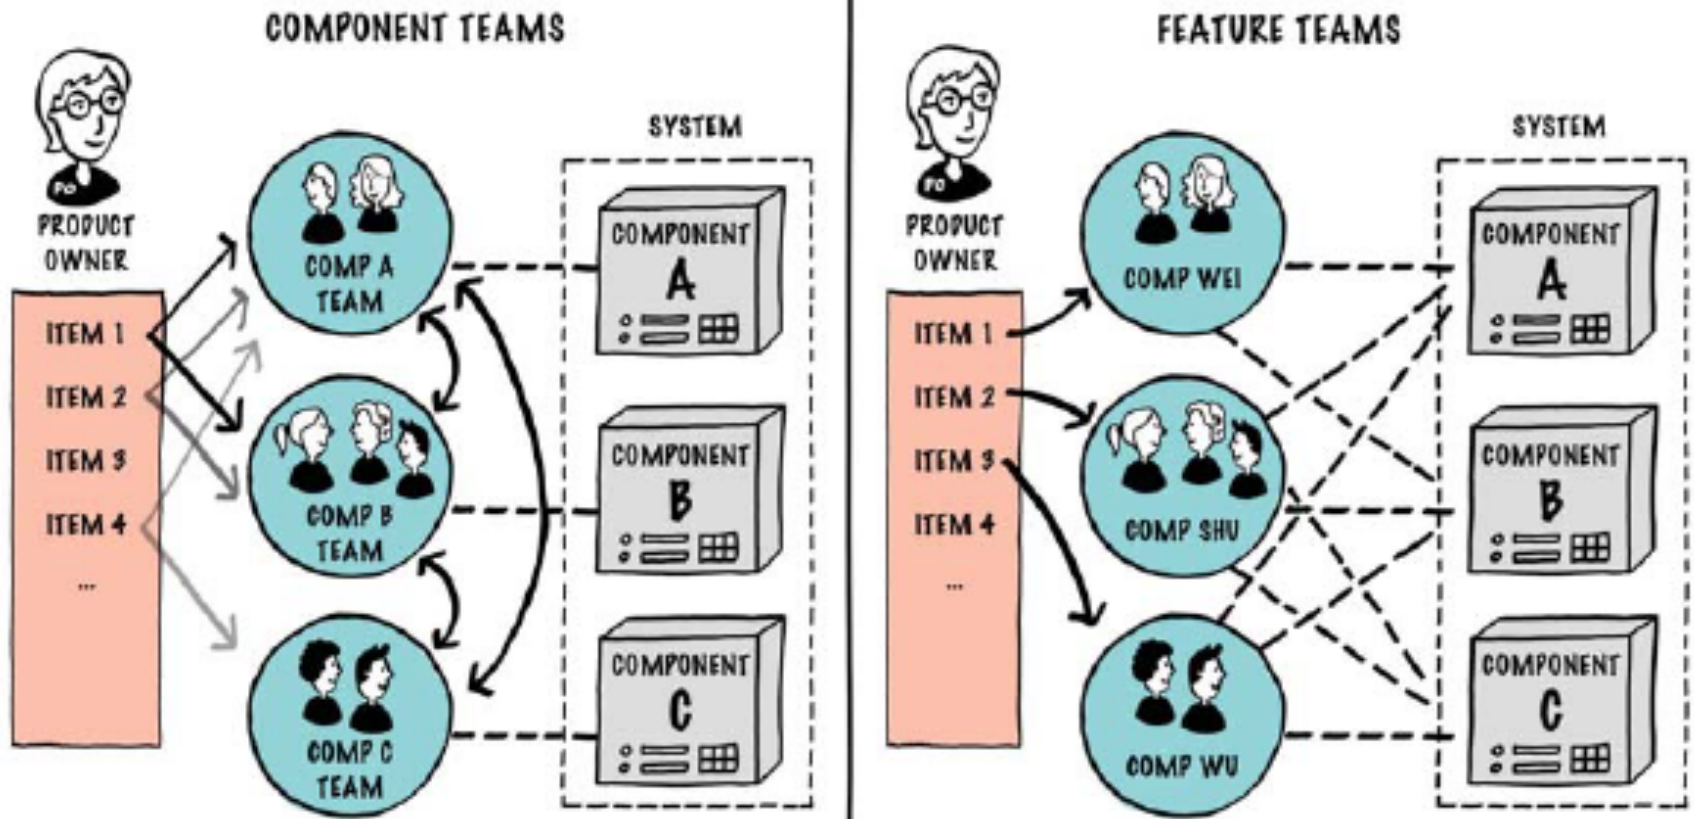 COMPONENT TEAMS
PO
PRODUCT
OWNER
ITEM 1
ITEM 2
ITEM 3
ITEM 4
...
COMP A
TEAM
COMP B
TEAM
COMP C
TEAM
SYSTEM
COMPONENT
A
COMPONENT
B
COMPONENT
C
FEATURE TEAMS
PO
PRODUCT
OWNER
ITEM 1
ITEM 2
ITEM 3
ITEM 4
...
COMP WEI
COMP SHU
COMP WU
SYSTEM
COMPONENT
A
COMPONENT
B
COMPONENT
C